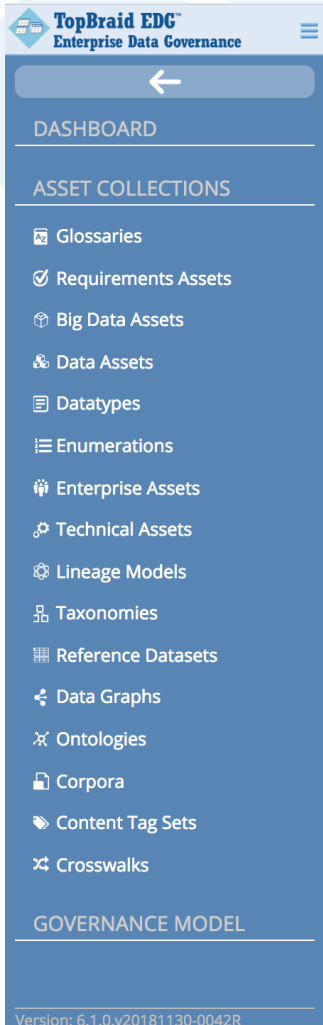 TopBraid EDG™
Enterprise Data Governance
DASHBOARD
ASSET COLLECTIONS
Glossaries
Requirements Assets
Big Data Assets
Data Assets
Datatypes
Enumerations
Enterprise Assets
Technical Assets
Lineage Models
Taxonomies
Reference Datasets
Data Graphs
Ontologies
Corpora
Content Tag Sets
Crosswalks
GOVERNANCE MODEL
Version: 6.1.0.v20181130-0042R